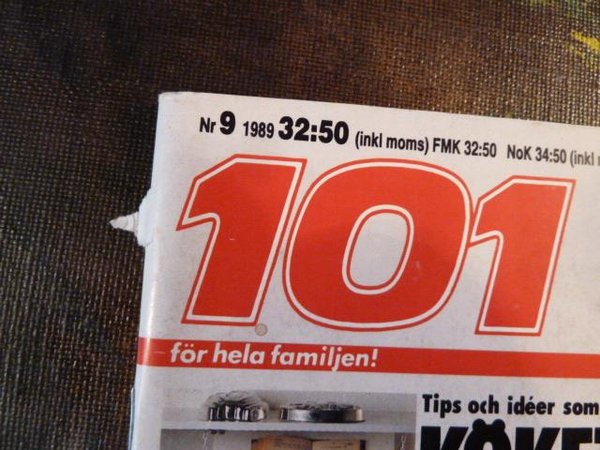 Nr 9 1989 32:50 (inkl moms) FMK 32:50 NoK 34:50 (inkl
101
för hela familjen!
Tips och idéer som